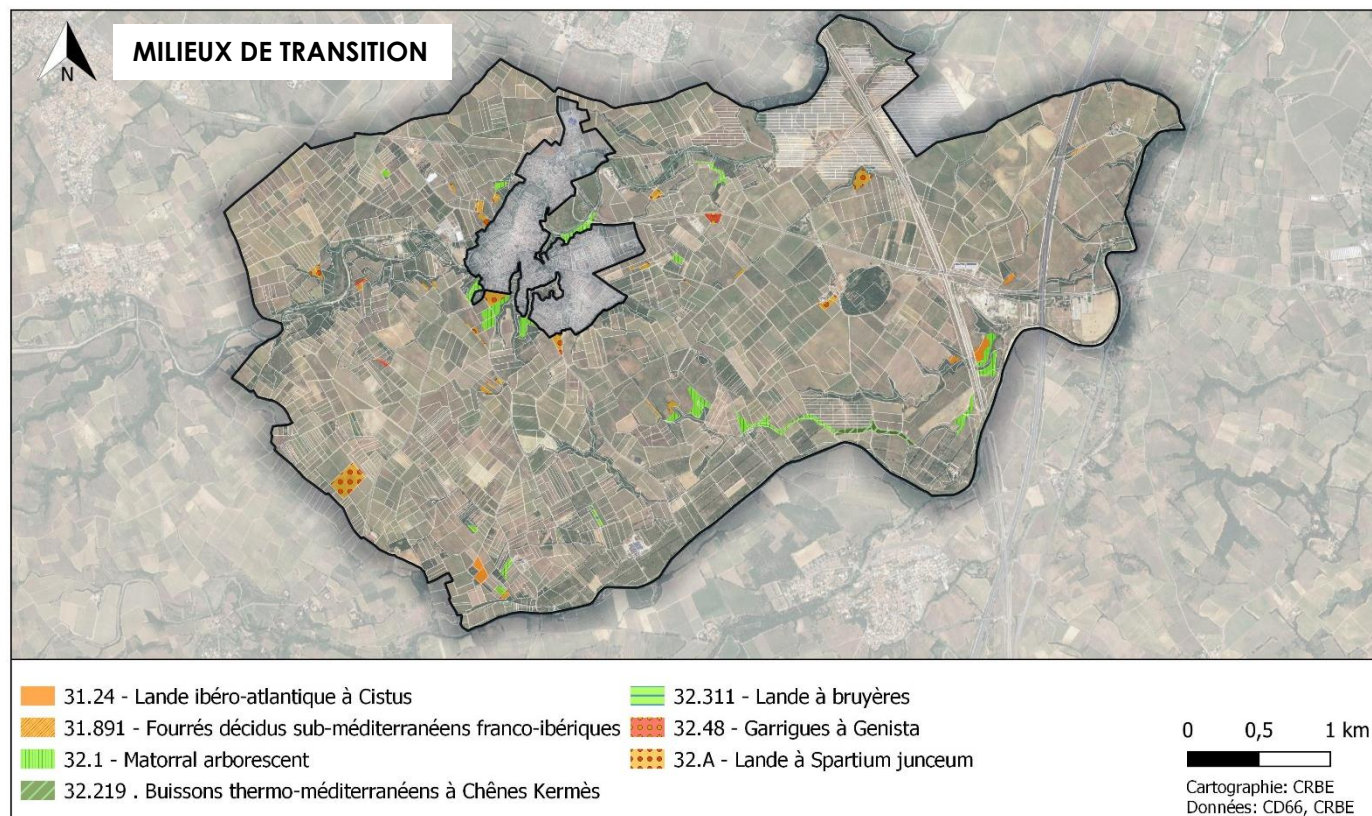 MILIEUX DE TRANSITION
N
31.24 - Lande ibéro-atlantique à Cistus
31.891 - Fourrés décidus sub-méditerranéens franco-ibériques
32.1 - Matorral arborescent
32.219 . Buissons thermo-méditerranéens à Chênes Kermès
32.311 - Lande à bruyères
32.48 - Garrigues à Genista
32.A - Lande à Spartium junceum
0 0,5 1 km
Cartographie: CRBE
Données: CD66, CRBE